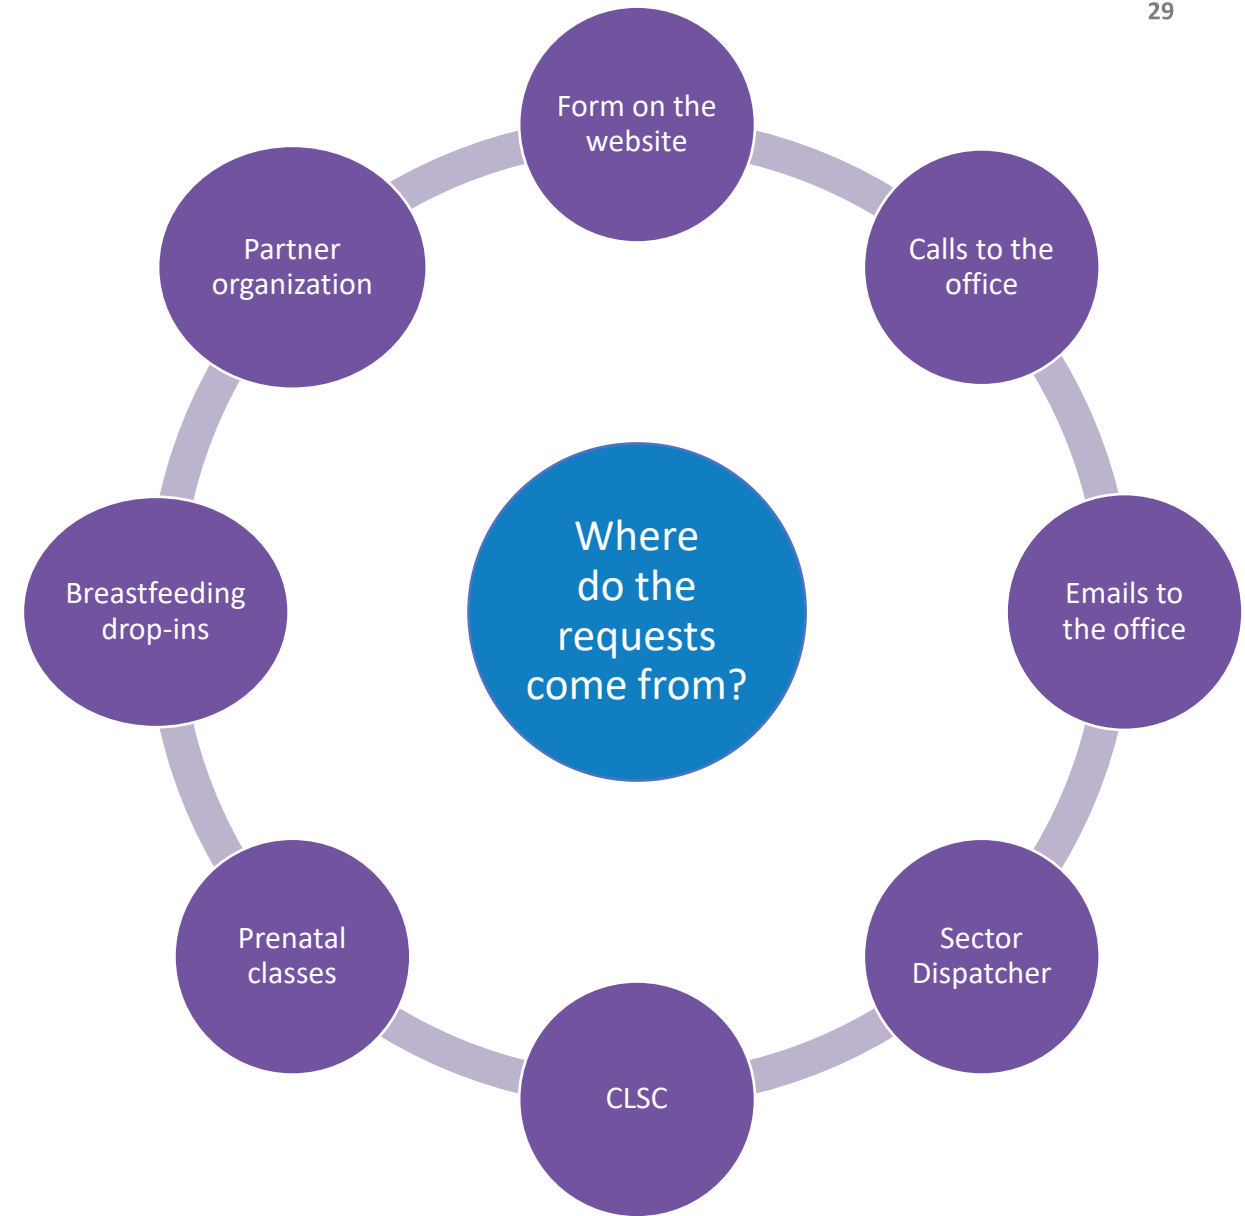 29
Form on the
website
Calls to the
office
Emails to
the office
Sector
Dispatcher
CLSC
Prenatal
classes
Breastfeeding
drop-ins
Partner
organization
Where
do the
requests
come from?